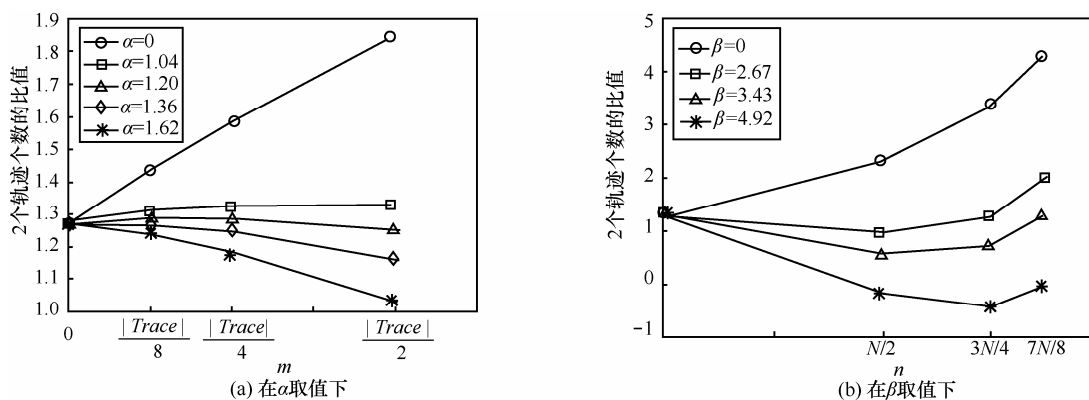 1.9
1.8
1.7
1.6
1.5
1.4
1.3
1.2
1.1
1.0
2个轨迹个数的比值
α=0
α=1.04
α=1.20
α=1.36
α=1.62
0
| Trace |
8
| Trace |
4
| Trace |
2
m
(a) 在α取值下
5
4
3
2
1
0
−1
2个轨迹个数的比值
β=0
β=2.67
β=3.43
β=4.92
N/2
3N/4
7N/8
n
(b) 在β取值下